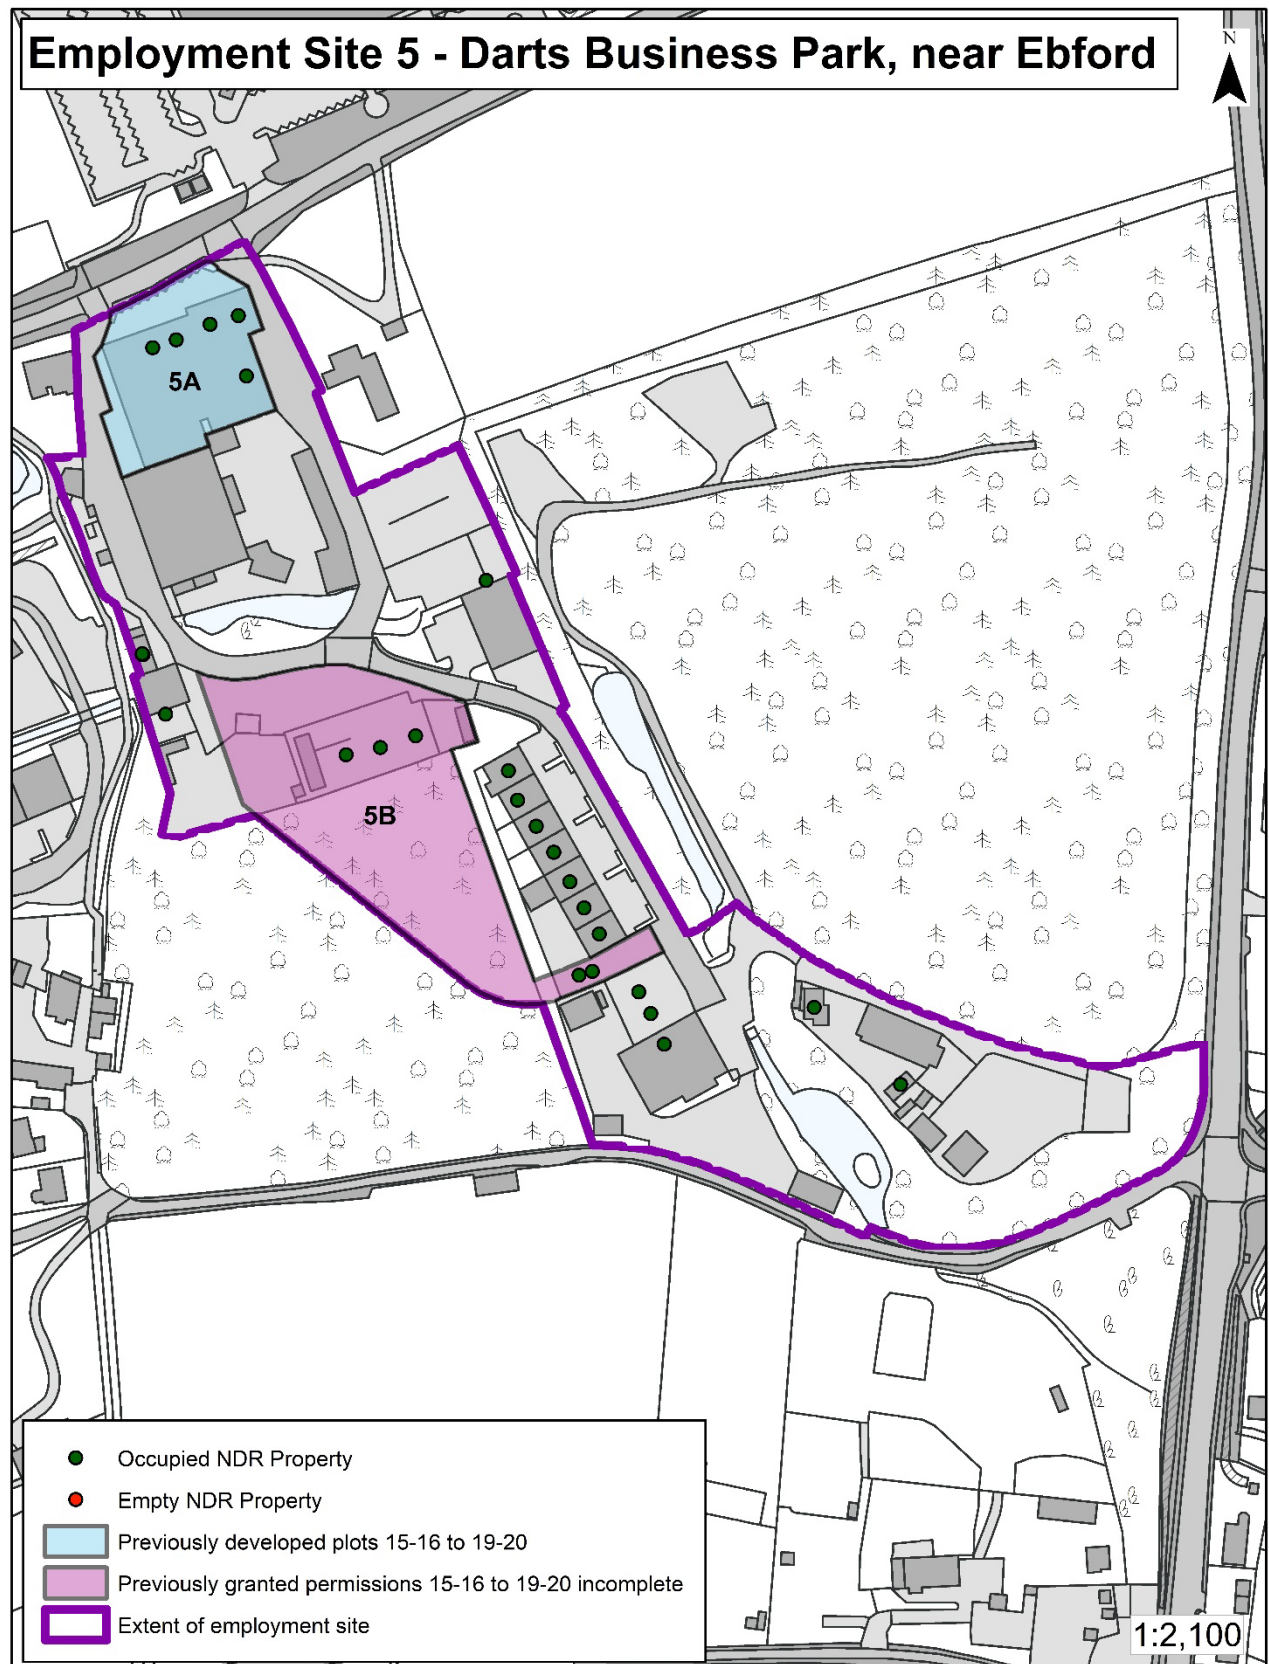 Employment Site 5 - Darts Business Park, near Ebford
N
5A
5B
Occupied NDR Property
Empty NDR Property
Previously developed plots 15-16 to 19-20
Previously granted permissions 15-16 to 19-20 incomplete
Extent of employment site
1:2,100